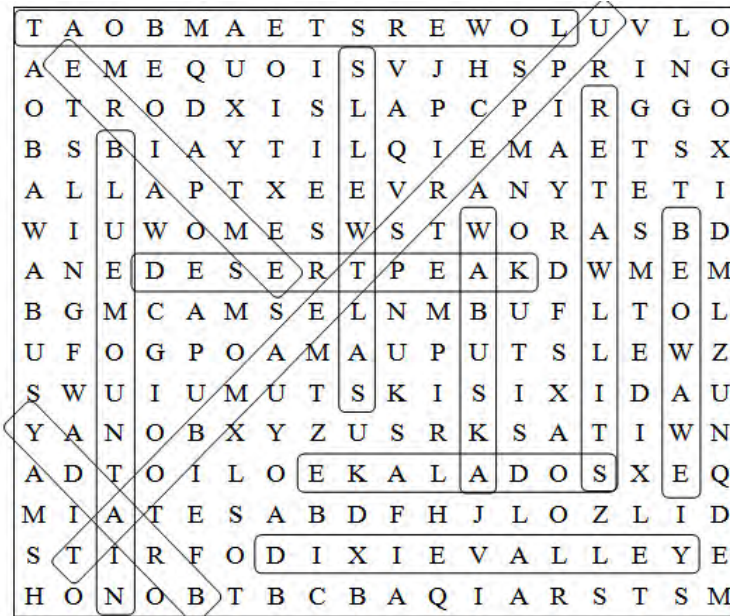 T A O B M A E T S R E W O L U V L O
A E M E Q U O I S V J H S P R I N G
O T R O D X I S L A P C P I R G G O
B S B I A Y T I L Q I E M A E T S X
A L L A P T X E E V R A N Y T E T I
W I U W O M E S W S T W O R A S B D
A N E D E S E R T P E A K D W M E M
B G M C A M S E L N M B U F L T O L
U F O G P O A M A U P U T S L E W Z
S W U I U M U T S K I S I X I D A U
Y A N O B X Y Z U S R K S A T I W N
A D T O I L O E K A L A D O S X E Q
M I A T E S A B D F H J L O Z L I D
S T I R F O D I X I E V A L L E Y E
H O N O B T B C B A Q I A R S T S M